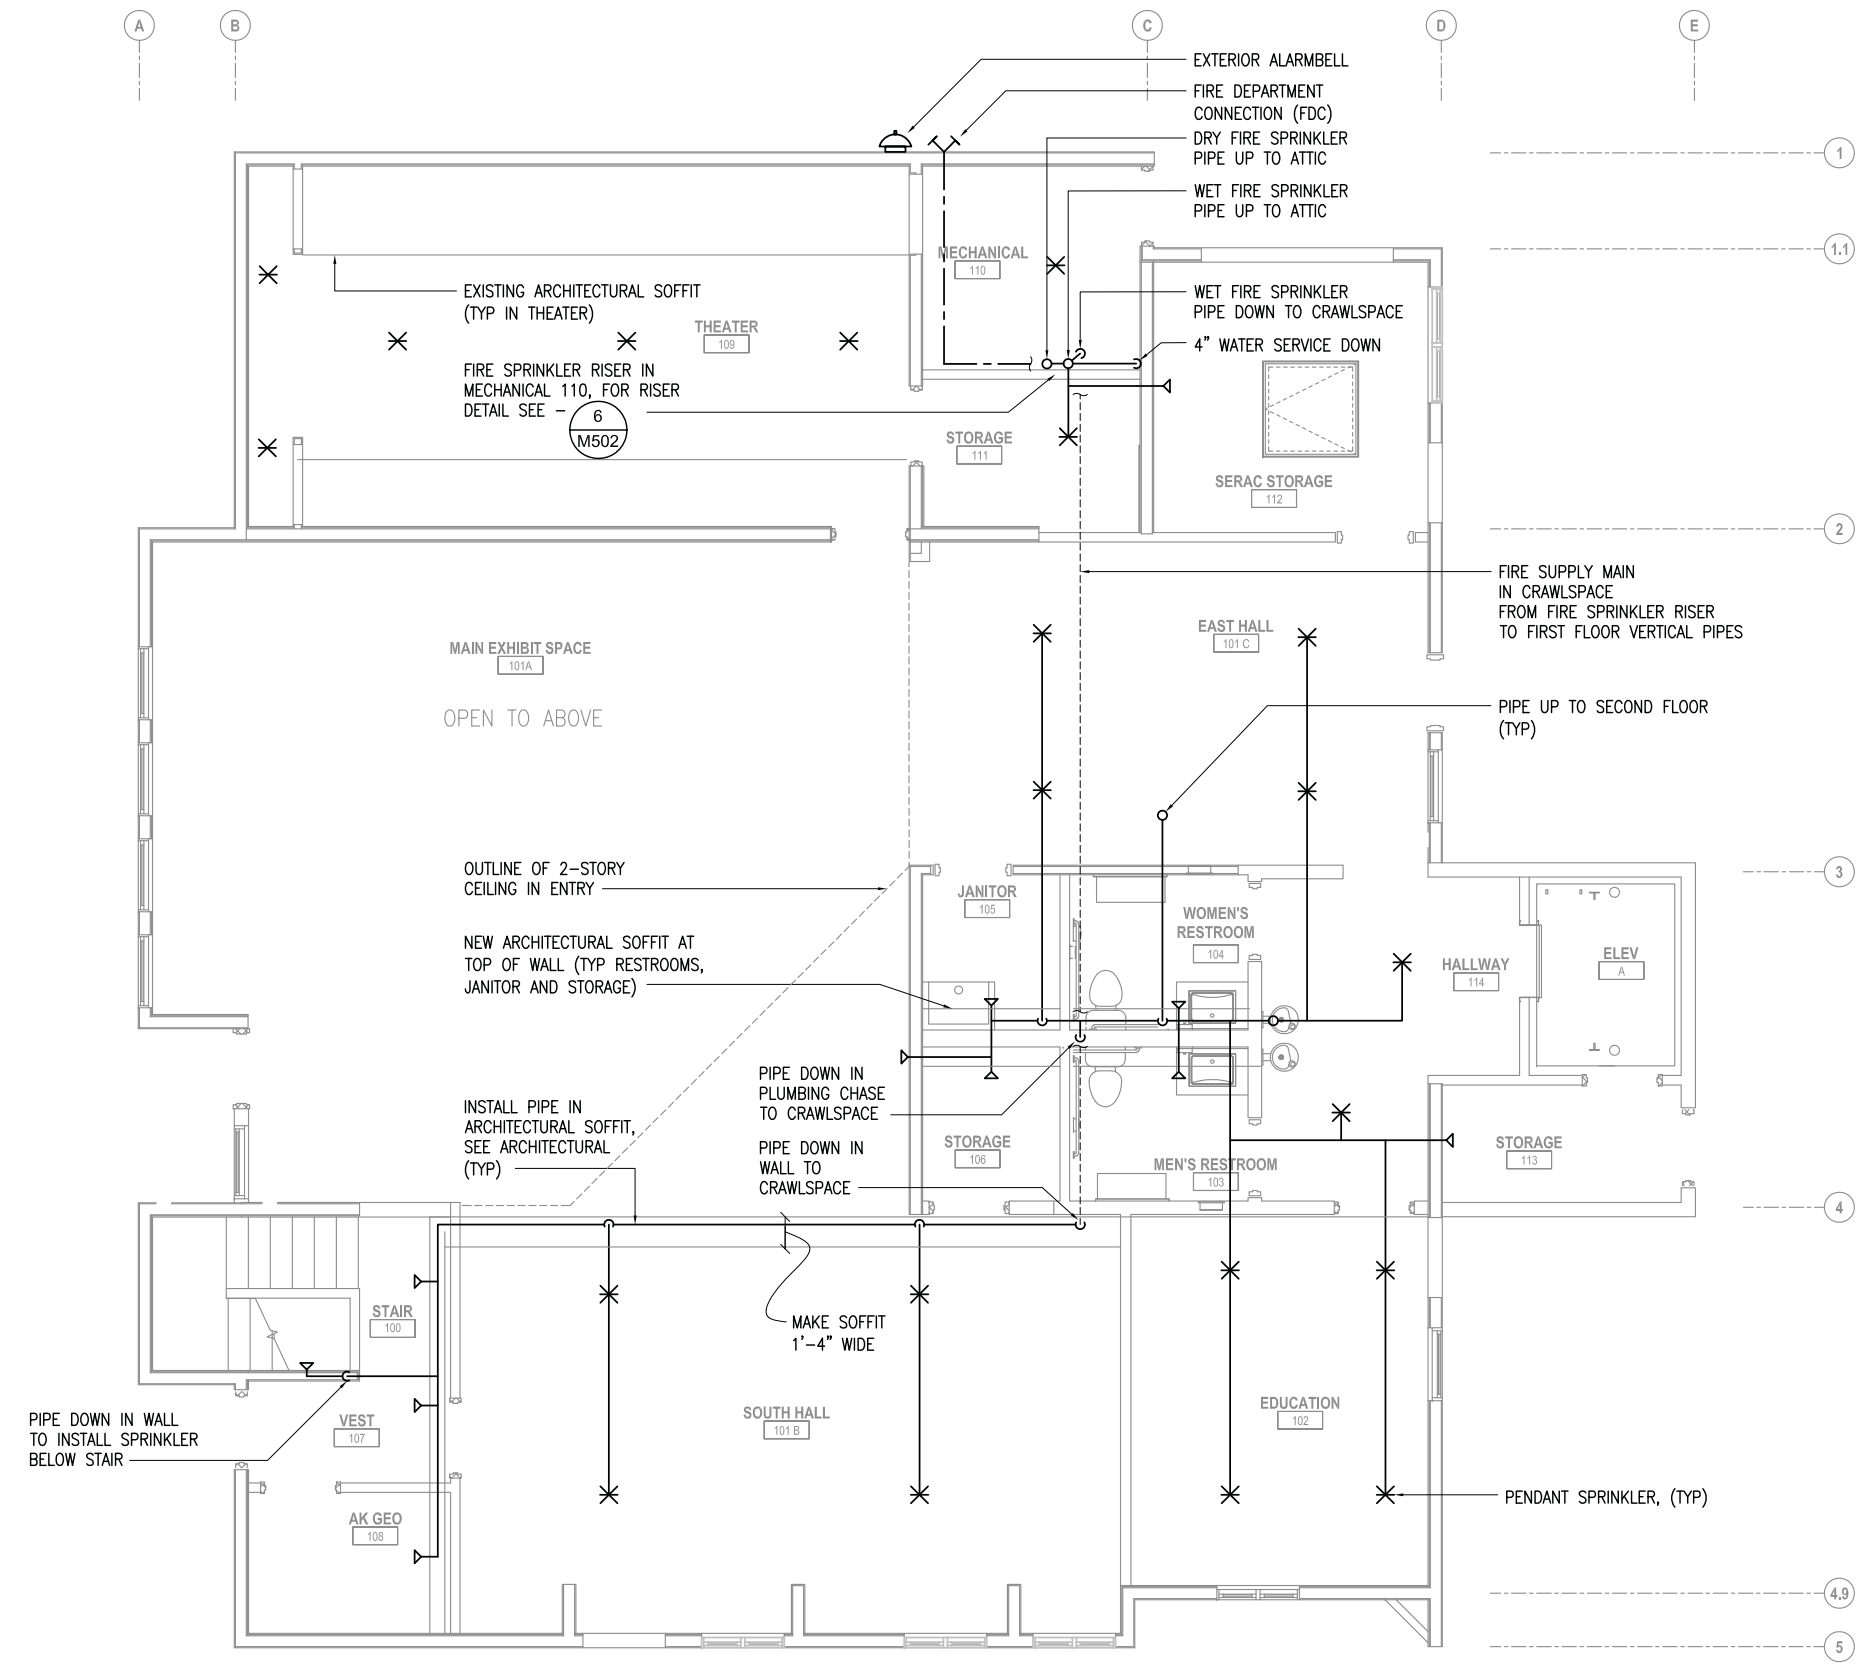 A
B
C
D
E
EXTERIOR ALARMBELL
FIRE DEPARTMENT
CONNECTION (FDC)
DRY FIRE SPRINKLER
PIPE UP TO ATTIC
WET FIRE SPRINKLER
PIPE UP TO ATTIC
1
1.1
MECHANICAL
110
EXISTING ARCHITECTURAL SOFFIT
(TYP IN THEATER)
WET FIRE SPRINKLER
PIPE DOWN TO CRAWLSPACE
THEATER
109
4" WATER SERVICE DOWN
FIRE SPRINKLER RISER IN
MECHANICAL 110, FOR RISER
DETAIL SEE -
6
M502
STORAGE
111
SERAC STORAGE
112
2
FIRE SUPPLY MAIN
IN CRAWLSPACE
FROM FIRE SPRINKLER RISER
TO FIRST FLOOR VERTICAL PIPES
MAIN EXHIBIT SPACE
101A
EAST HALL
101 C
OPEN TO ABOVE
PIPE UP TO SECOND FLOOR
(TYP)
OUTLINE OF 2-STORY
CEILING IN ENTRY
JANITOR
105
3
WOMEN'S
RESTROOM
104
NEW ARCHITECTURAL SOFFIT AT
TOP OF WALL (TYP RESTROOMS,
JANITOR AND STORAGE)
HALLWAY
114
ELEV
A
PIPE DOWN IN
PLUMBING CHASE
TO CRAWLSPACE
INSTALL PIPE IN
ARCHITECTURAL SOFFIT,
SEE ARCHITECTURAL
(TYP)
PIPE DOWN IN
WALL TO
CRAWLSPACE
STORAGE
106
MEN'S RESTROOM
103
STORAGE
113
4
STAIR
100
MAKE SOFFIT
1'-4" WIDE
PIPE DOWN IN WALL
TO INSTALL SPRINKLER
BELOW STAIR
VEST
107
SOUTH HALL
101 B
EDUCATION
102
PENDANT SPRINKLER, (TYP)
AK GEO
108
4.9
5